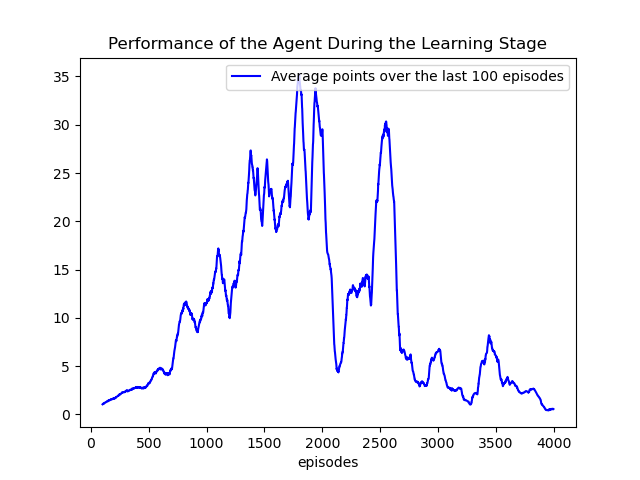 Performance of the Agent During the Learning Stage
Average points over the last 100 episodes
35
30
25
20
15
10
5
0
0 500 1000 1500 2000 2500 3000 3500 4000
episodes